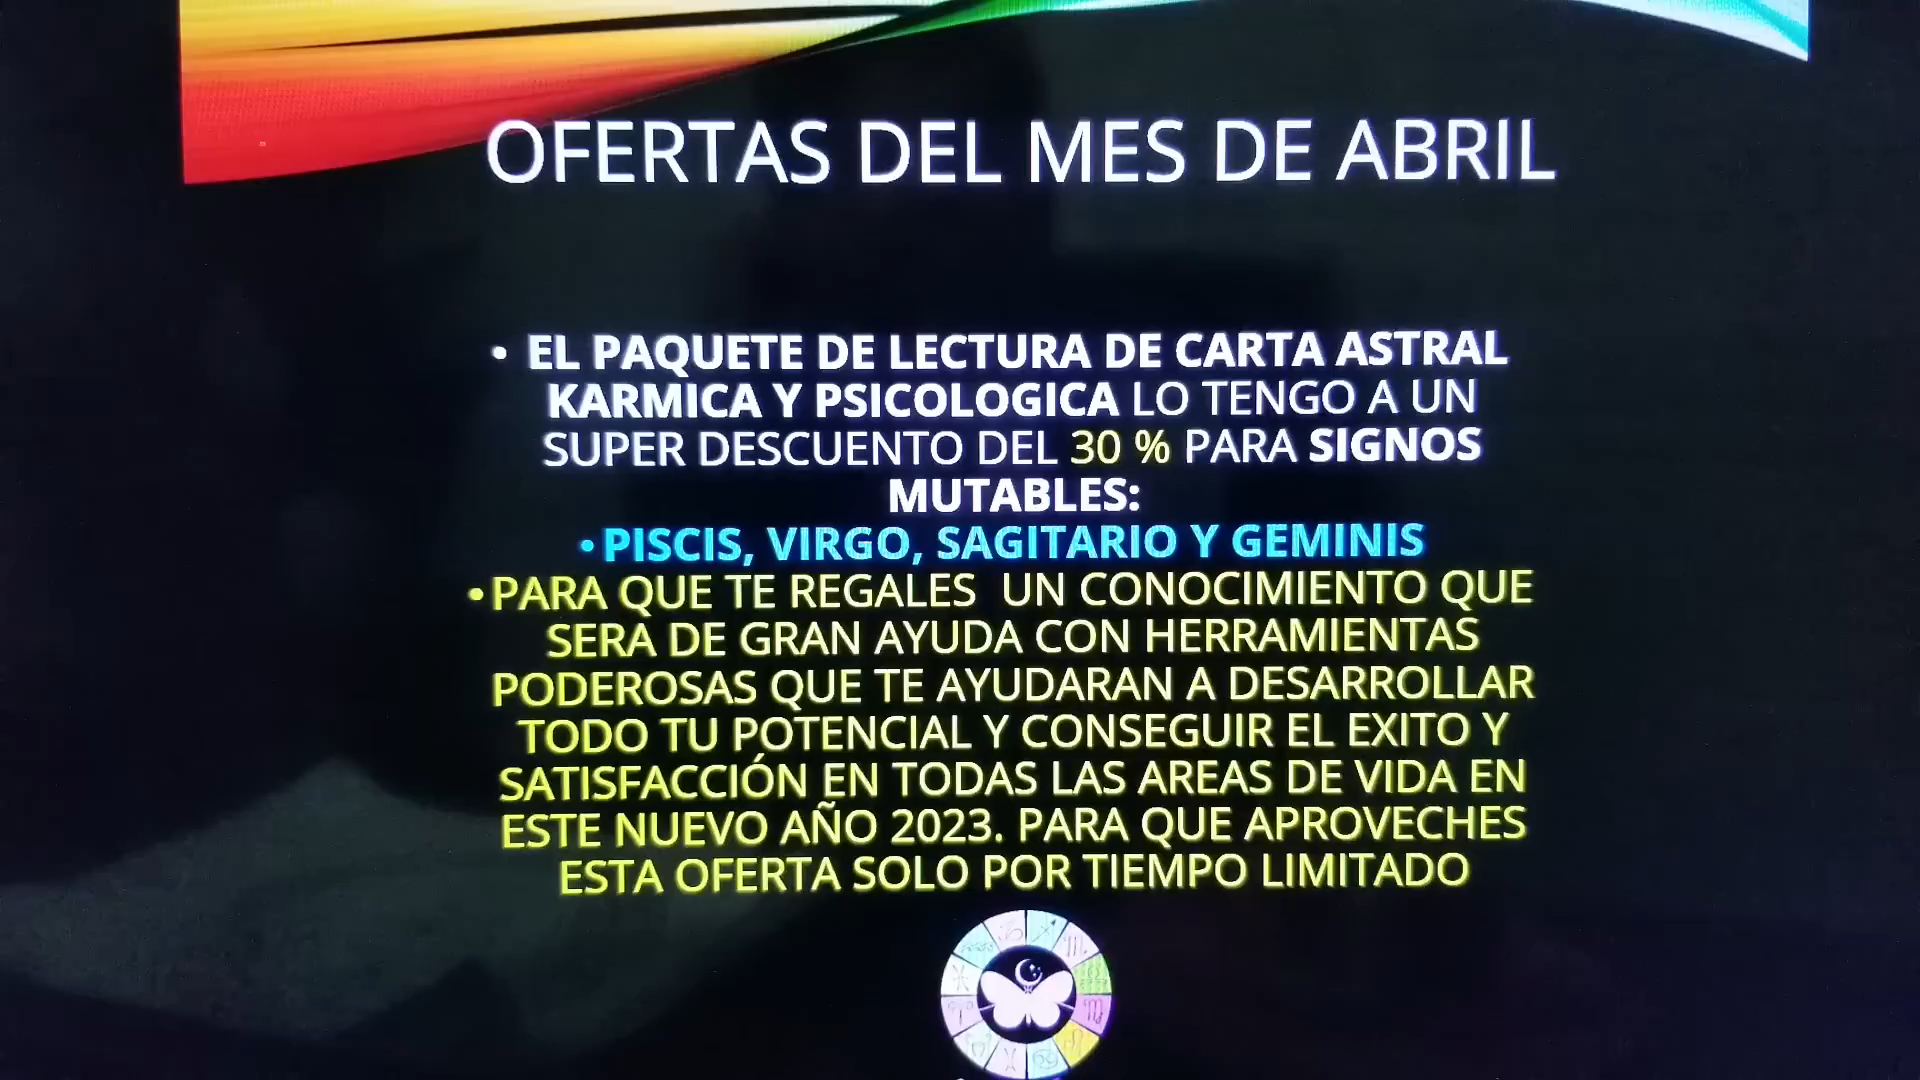 OFERTAS DEL MES DE ABRIL
• EL PAQUETE DE LECTURA DE CARTA ASTRAL
KARMICA Y PSICOLOGICA LO TENGO A UN
SUPER DESCUENTO DEL 30 % PARA SIGNOS
MUTABLES:
• PISCIS, VIRGO, SAGITARIO Y GEMINIS
• PARA QUE TE REGALES UN CONOCIMIENTO QUE
SERA DE GRAN AYUDA CON HERRAMIENTAS
PODEROSAS QUE TE AYUDARAN A DESARROLLAR
TODO TU POTENCIAL Y CONSEGUIR EL EXITO Y
SATISFACCIÓN EN TODAS LAS AREAS DE VIDA EN
ESTE NUEVO AÑO 2023. PARA QUE APROVECHES
ESTA OFERTA SOLO POR TIEMPO LIMITADO